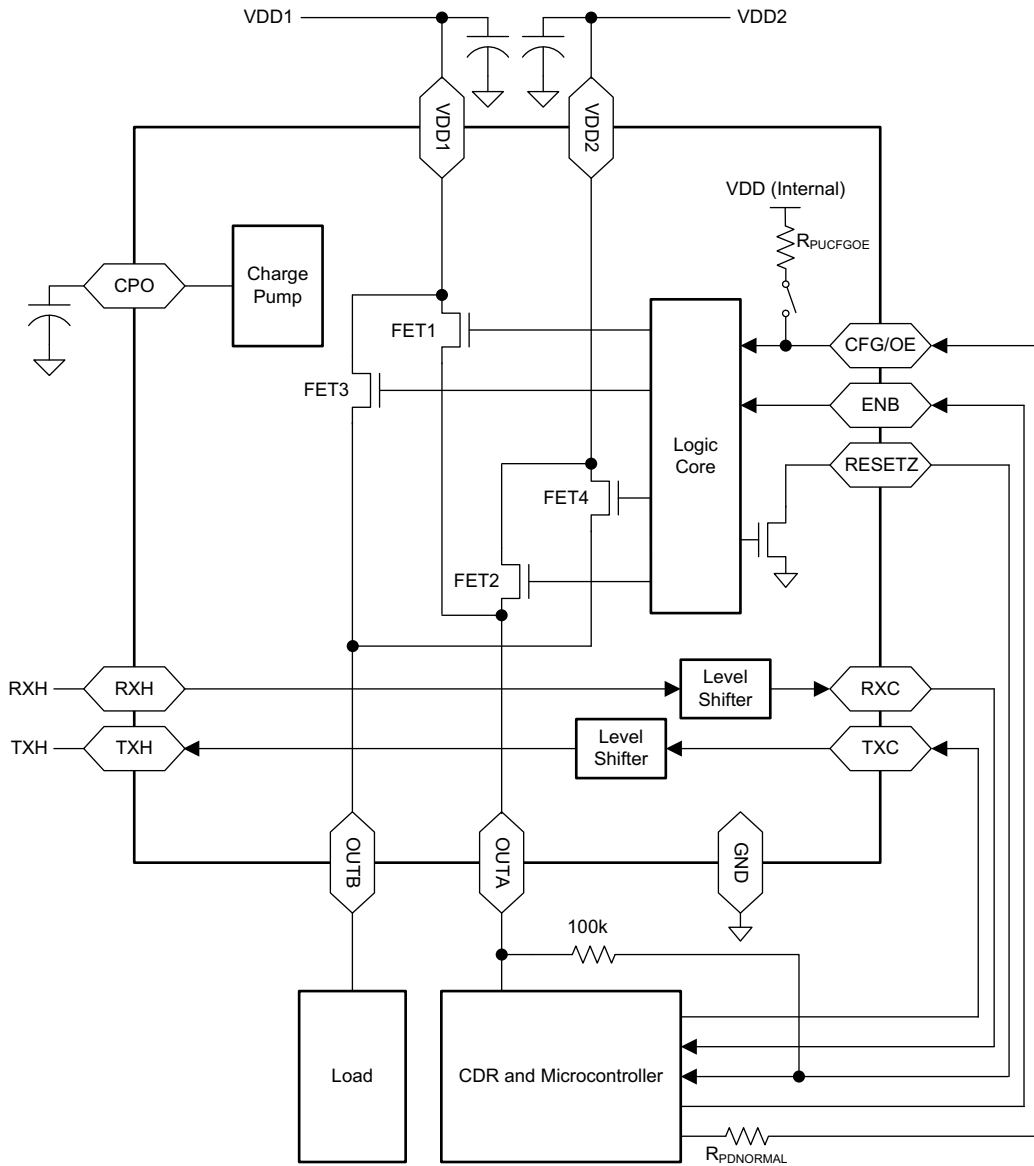 VDD1
VDD2
VDD1
VDD2
VDD (Internal)
RPUCFGOE
CPO
Charge
Pump
FET1
CFG/OE
FET3
ENB
Logic
Core
RESETZ
FET4
FET2
RXH
RXH
Level
Shifter
RXC
TXH
TXH
Level
Shifter
TXC
OUTB
OUTA
GND
100k
Load
CDR and Microcontroller
RPDNORMAL